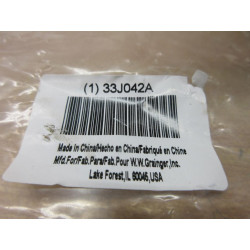 (1) 33J042A
Made in China/Hecho en China/Fabriqué en Chine
Mfd.For/Fab.Para/Fab.Pour W.W.Grainger,Inc.
Lake Forest,IL 60045,USA